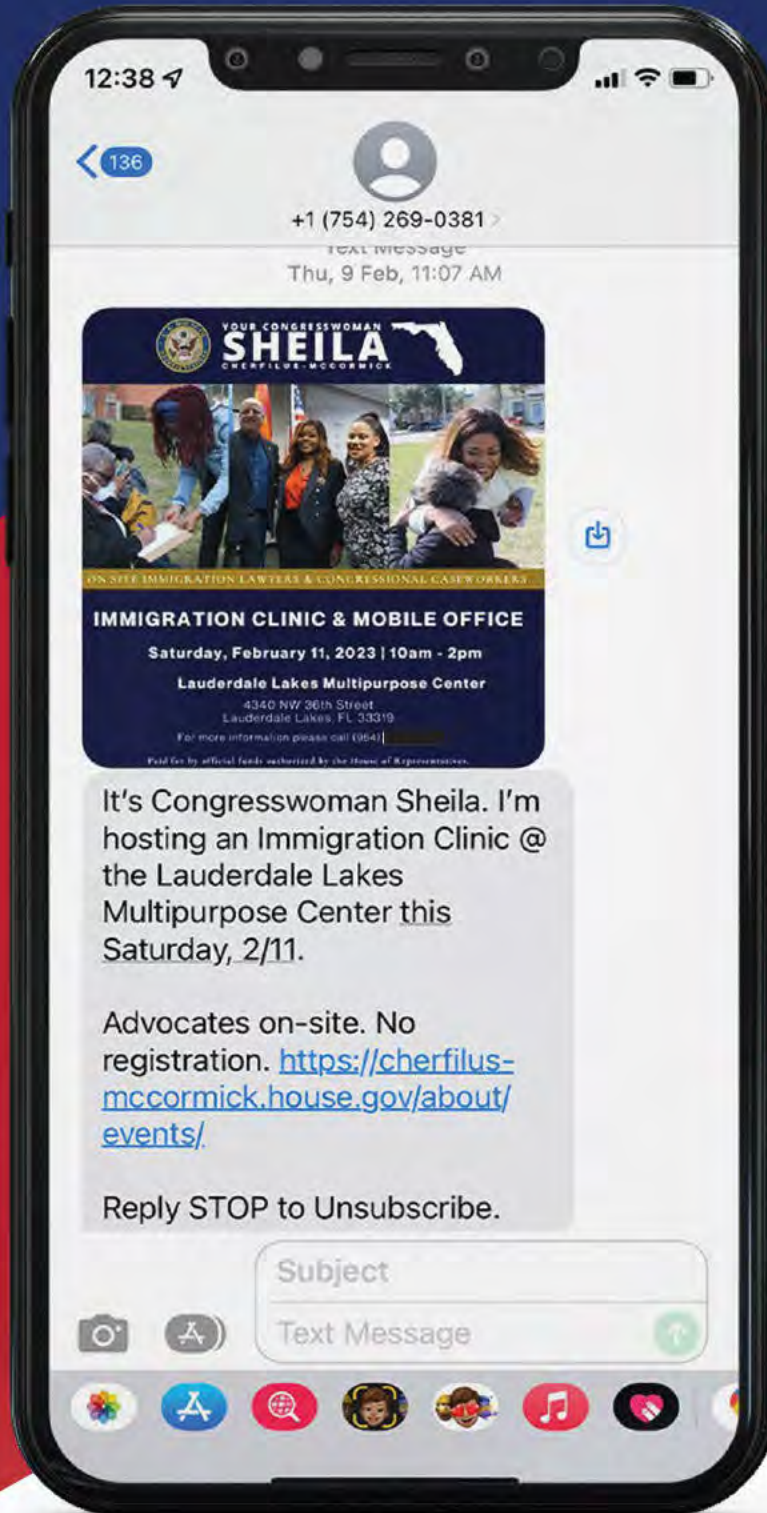 12:38
136
+1 (754) 269-0381
Text Message
Thu, 9 Feb, 11:07 AM
YOUR CONGRESSWOMAN
SHEILA
CHERFILUS-MCCORMICK
ON SITE IMMIGRATION LAWYERS & CONGRESSIONAL CASEWORKERS
IMMIGRATION CLINIC & MOBILE OFFICE
Saturday, February 11, 2023 | 10am - 2pm
Lauderdale Lakes Multipurpose Center
4340 NW 36th Street
Lauderdale Lakes, FL 33319
For more information please call (954)
Paid for by official funds authorized by the House of Representatives.
It's Congresswoman Sheila. I'm
hosting an Immigration Clinic @
the Lauderdale Lakes
Multipurpose Center this
Saturday, 2/11.
Advocates on-site. No
registration. https://cherfilus-
mccormick.house.gov/about/
events/
Reply STOP to Unsubscribe.
Subject
Text Message